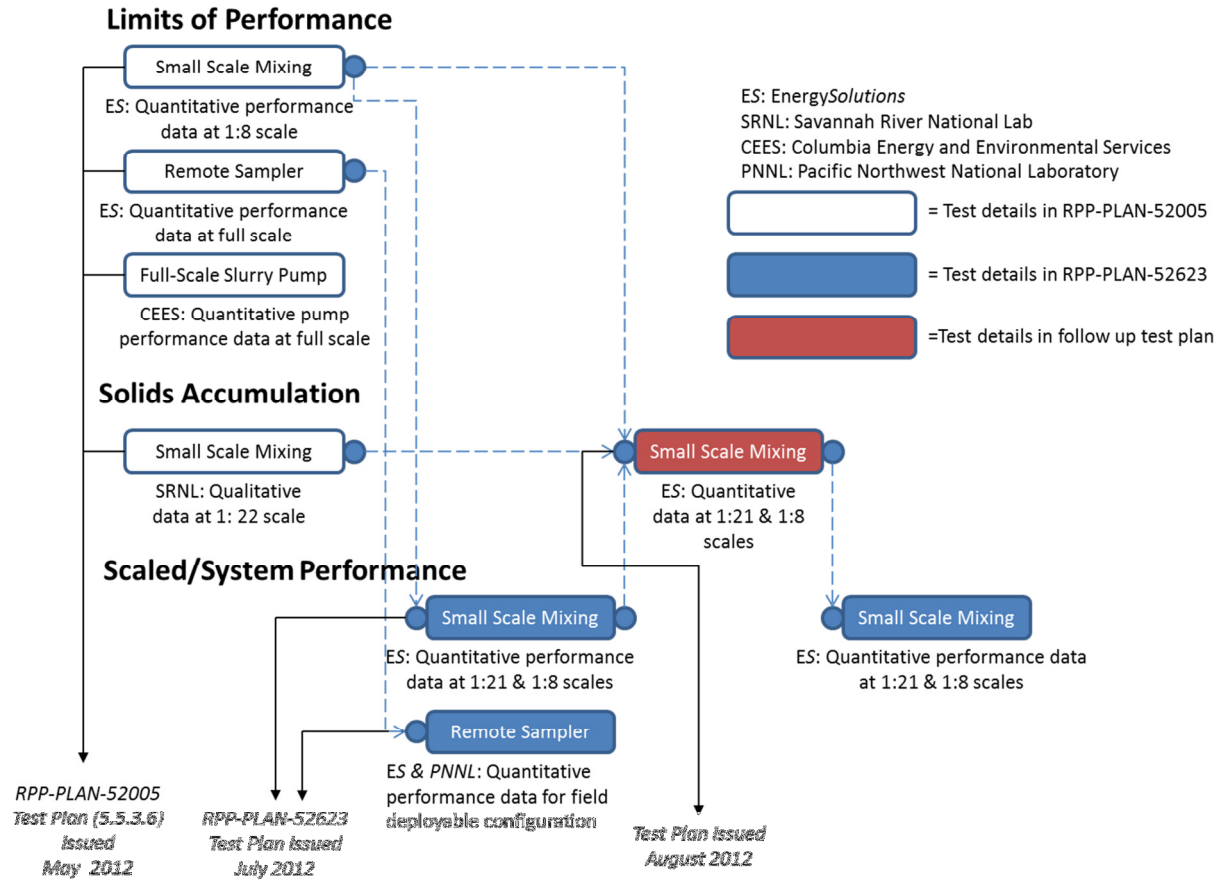 Limits of Performance
Small Scale Mixing
ES: Quantitative performance
data at 1:8 scale
Remote Sampler
ES: Quantitative performance
data at full scale
Full-Scale Slurry Pump
CEES: Quantitative pump
performance data at full scale
ES: EnergySolutions
SRNL: Savannah River National Lab
CEES: Columbia Energy and Environmental Services
PNNL: Pacific Northwest National Laboratory
= Test details in RPP-PLAN-52005
= Test details in RPP-PLAN-52623
=Test details in follow up test plan
Solids Accumulation
Small Scale Mixing
SRNL: Qualitative
data at 1: 22 scale
Small Scale Mixing
ES: Quantitative
data at 1:21 & 1:8
scales
Scaled/System Performance
Small Scale Mixing
ES: Quantitative performance
data at 1:21 & 1:8 scales
Small Scale Mixing
ES: Quantitative performance data
at 1:21 & 1:8 scales
Remote Sampler
ES & PNNL: Quantitative
performance data for field
deployable configuration
RPP-PLAN-52005
Test Plan (5.5.3.6)
Issued
May 2012
RPP-PLAN-52623
Test Plan Issued
July 2012
Test Plan Issued
August 2012